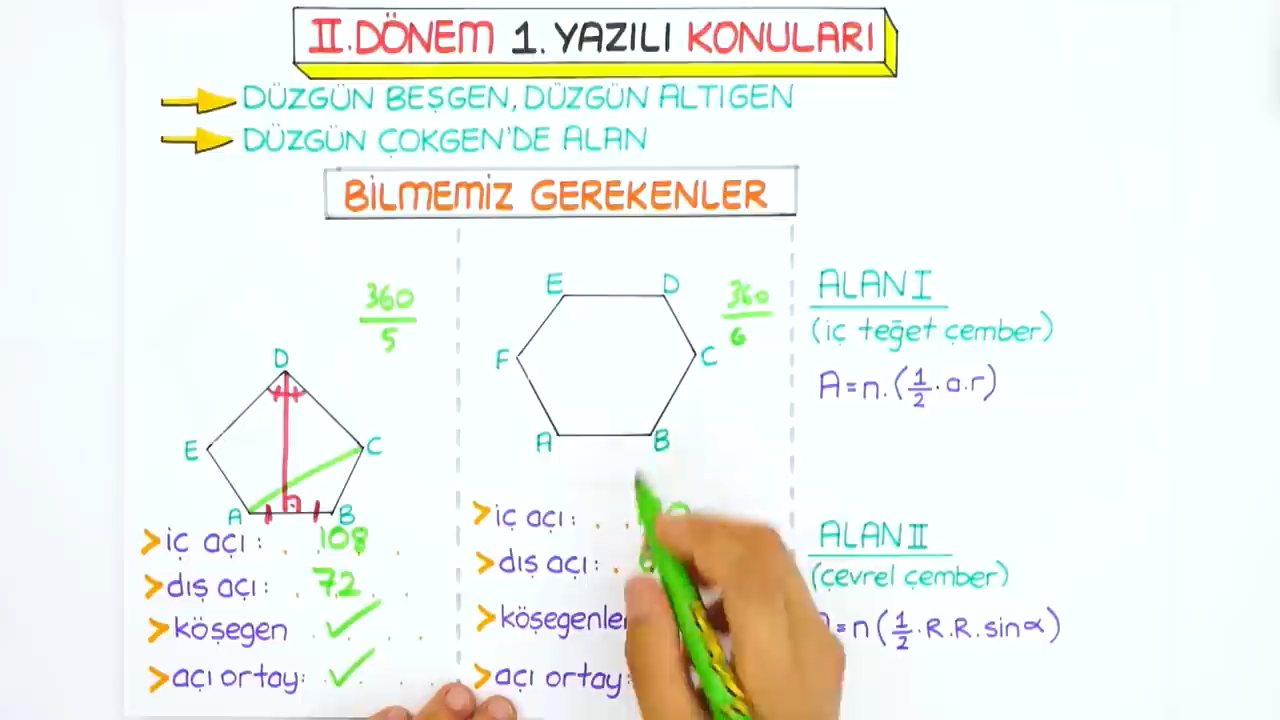 II. DÖNEM 1. YAZILI KONULARI
DÜZGÜN BEŞGEN, DÜZGÜN ALTIGEN
DÜZGÜN ÇOKGEN'DE ALAN
BİLMEMİZ GEREKENLER
360
5
D
E
C
A
B
> iç açı : . 108 .
> dış açı: . 72 .
> köşegen . ✓ . .
> açı ortay: ✓ . .
E
D
360
6
F
C
A
B
> iç açı : . .
> dış açı: .
> açı ortay:
ALAN I
(iç teğet çember)
A = n . (1/2 . a . r)
ALAN II
(çevrel çember)
= n (1/2 . R . R . sin α)